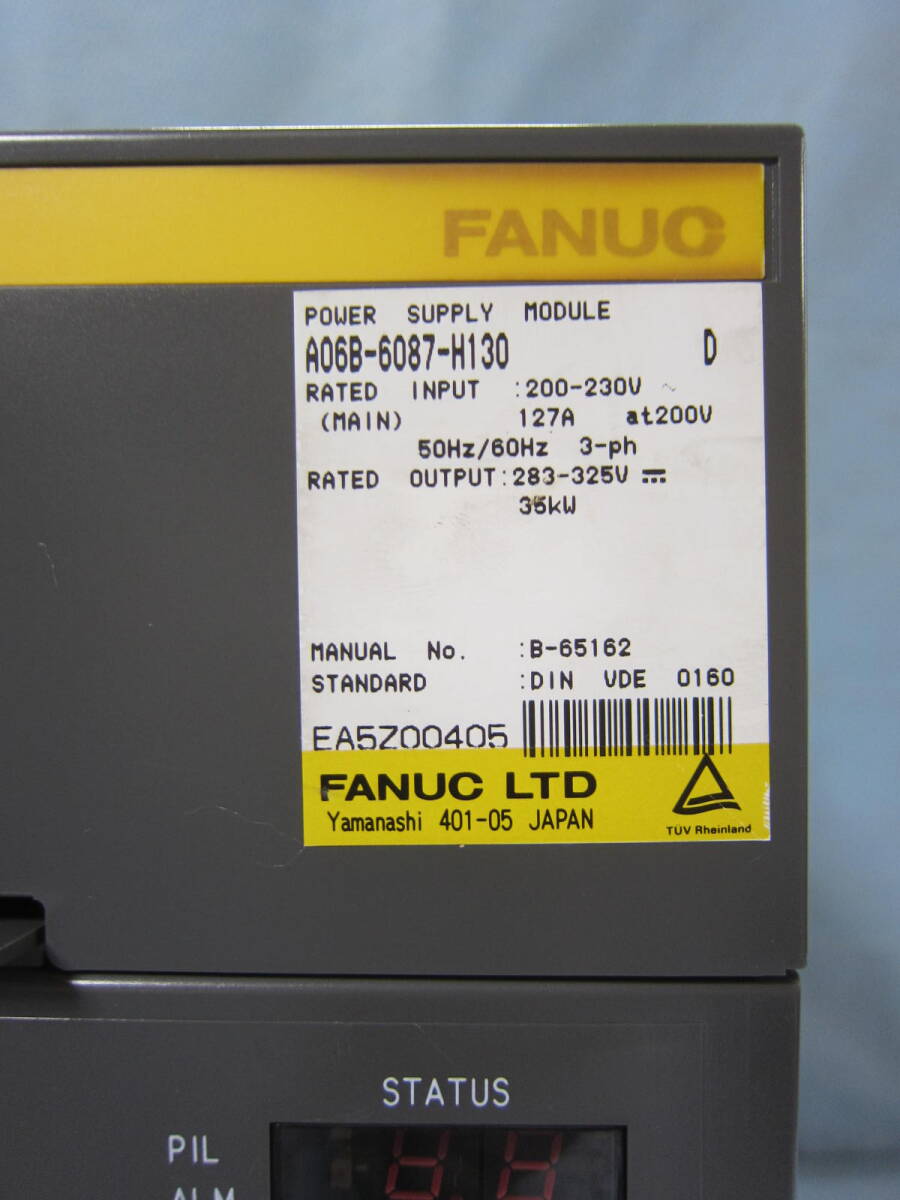 FANUC
POWER SUPPLY MODULE
A06B-6087-H130 D
RATED INPUT :200-230V ~
(MAIN) 127A at200V
50Hz/60Hz 3-ph
RATED OUTPUT:283-325V ⎓
35kW
MANUAL No. :B-65162
STANDARD :DIN VDE 0160
EA5Z00405
FANUC LTD
Yamanashi 401-05 JAPAN
TÜV Rheinland
STATUS
PIL
ALM